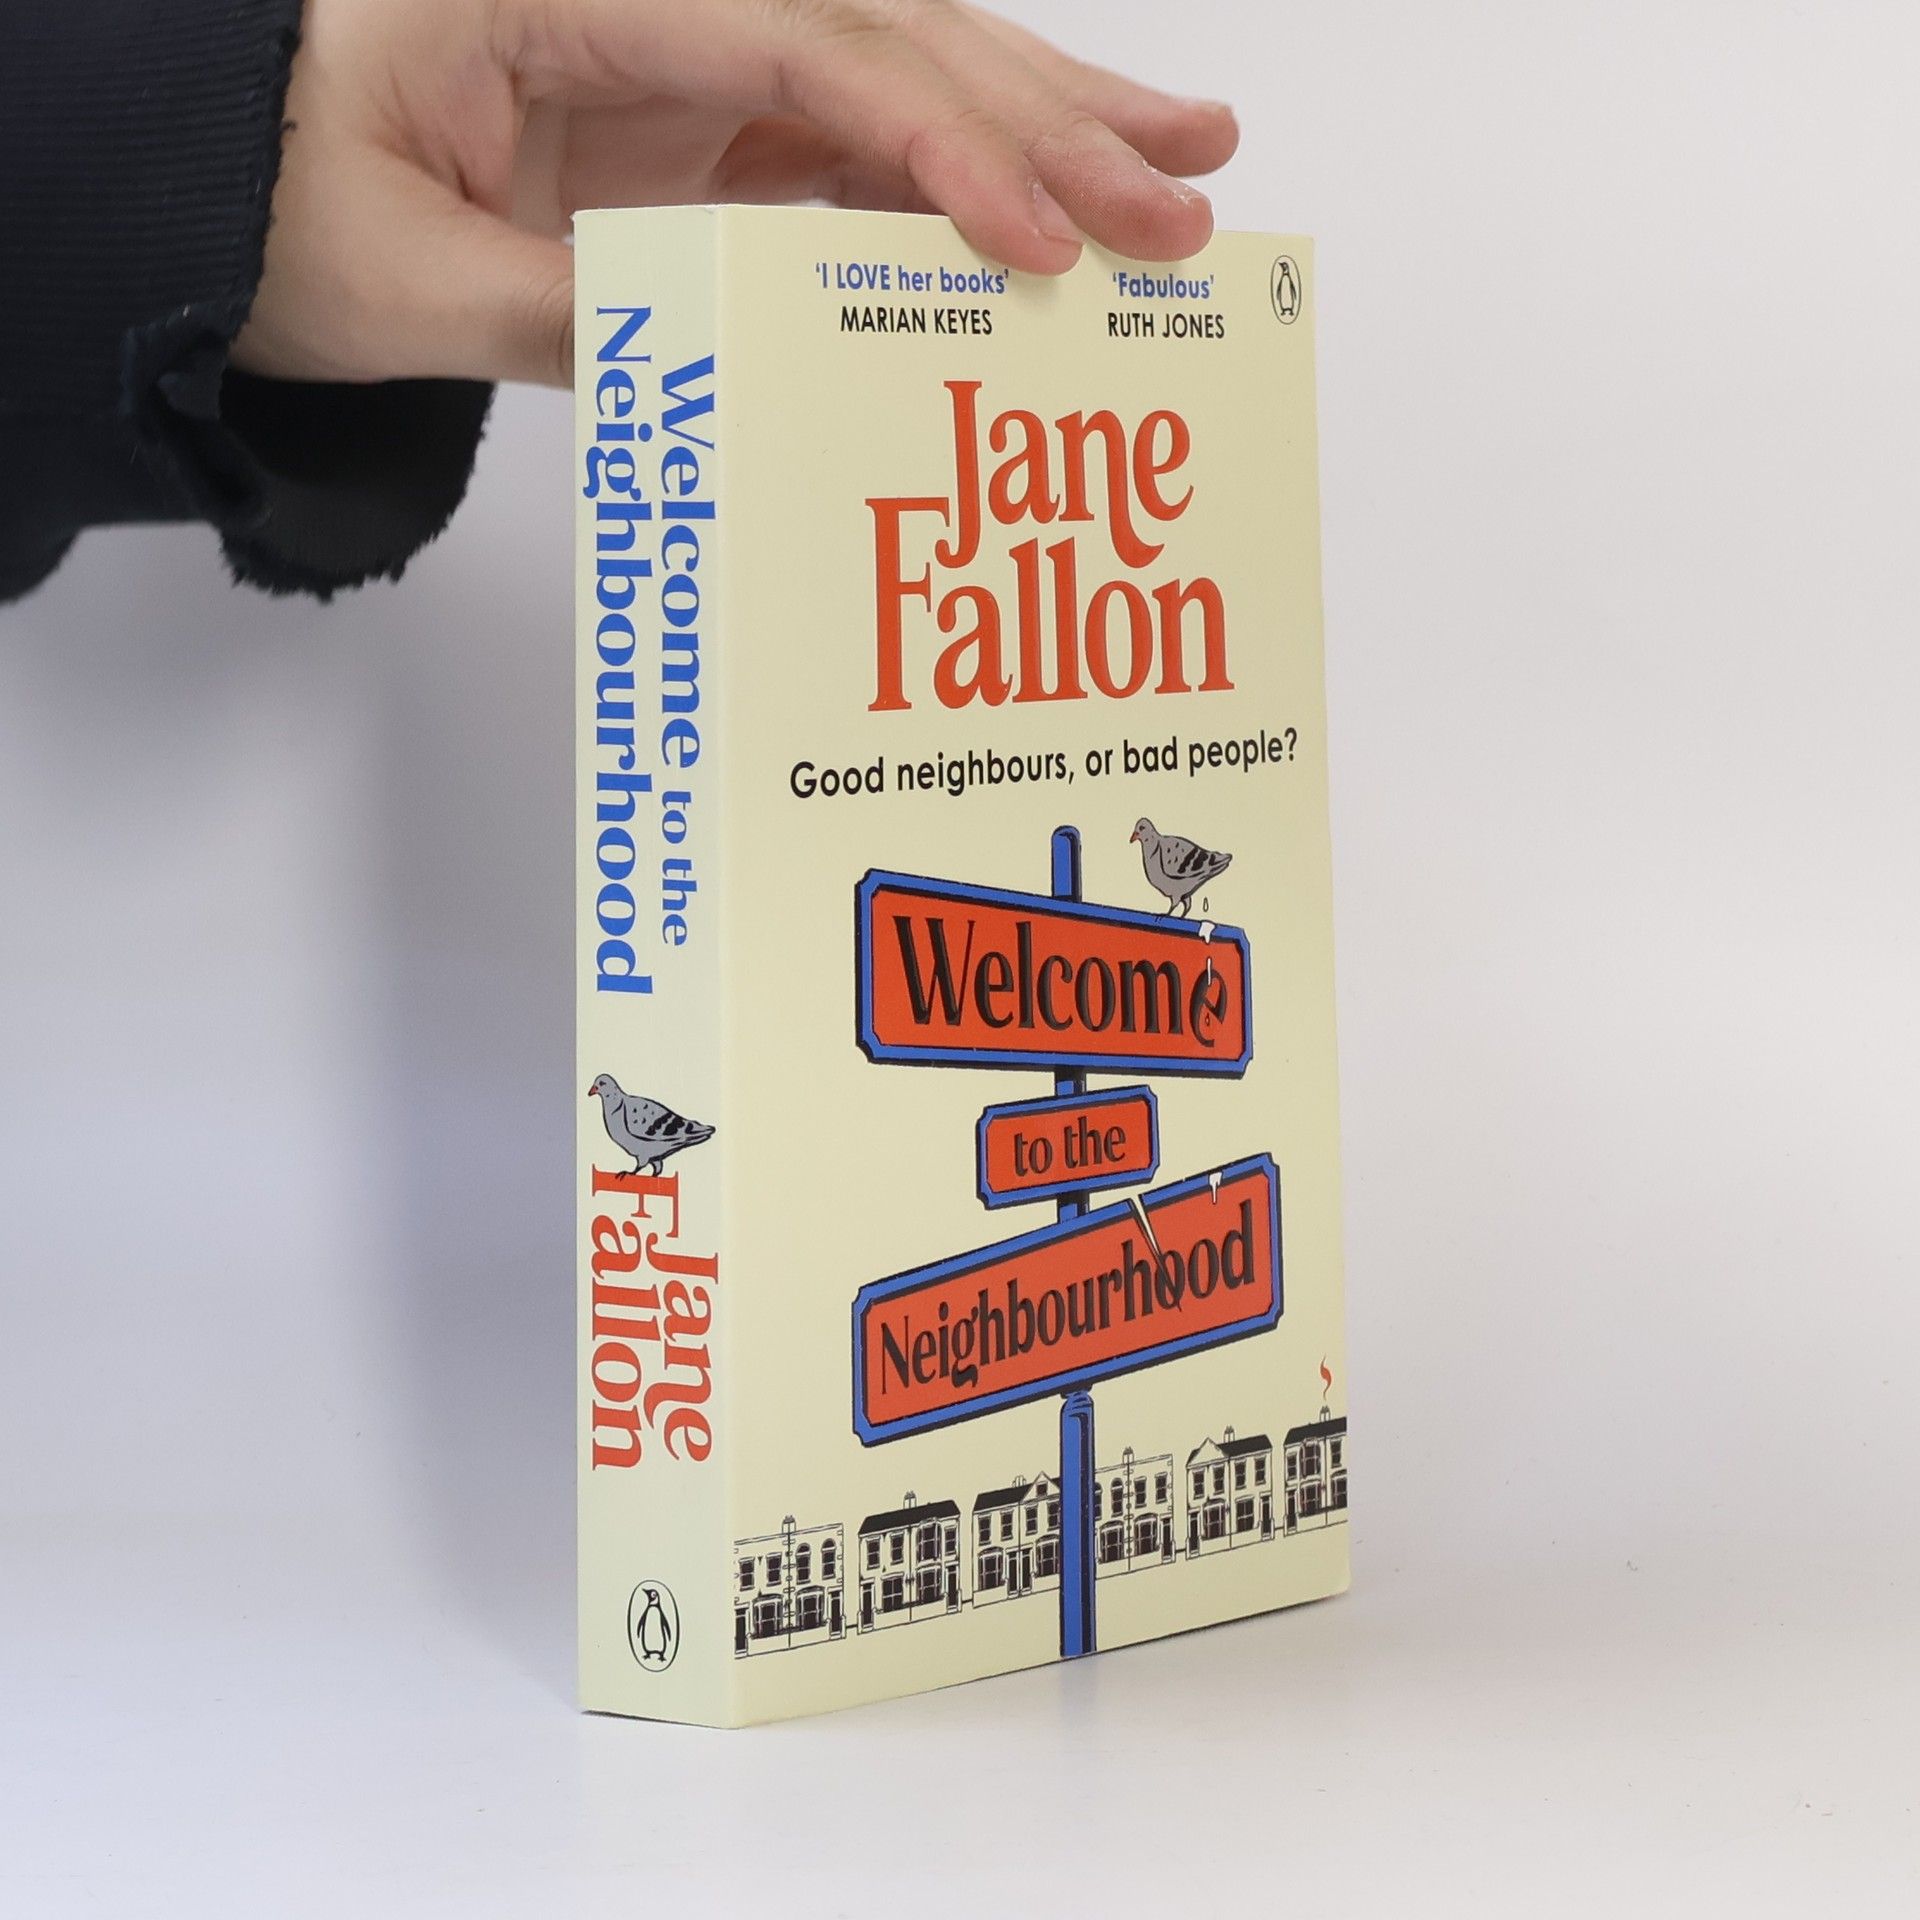 Welcome to the
Neighbourhood
Jane
Fallon
'I LOVE her books'
MARIAN KEYES
'Fabulous'
RUTH JONES
Jane
Fallon
Good neighbours, or bad people?
Welcome
to the
Neighbourhood